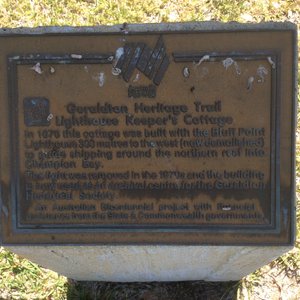 1988
Geraldton Heritage Trail
Lighthouse Keeper's Cottage
In 1876 this cottage was built with the Bluff Point
Lighthouse 300 metres to the west (now demolished)
to guide shipping around the northern reef into
Champion Bay.
The light was removed in the 1970s and the building
is now used as an archival centre for the Geraldton
Historical Society.
An Australian Bicentennial project with financial
assistance from the State & Commonwealth governments.